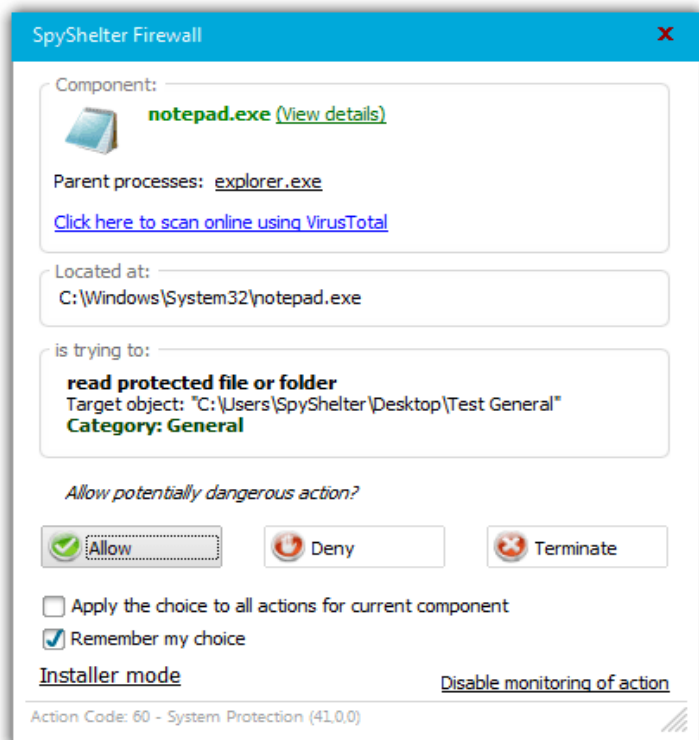 SpyShelter Firewall
x
Component:
notepad.exe (View details)
Parent processes: explorer.exe
Click here to scan online using VirusTotal
Located at:
C:\Windows\System32\notepad.exe
is trying to:
read protected file or folder
Target object: "C:\Users\SpyShelter\Desktop\Test General"
Category: General
Allow potentially dangerous action?
Allow Deny Terminate
Apply the choice to all actions for current component
Remember my choice
Installer mode
Disable monitoring of action
Action Code: 60 - System Protection (41,0,0)